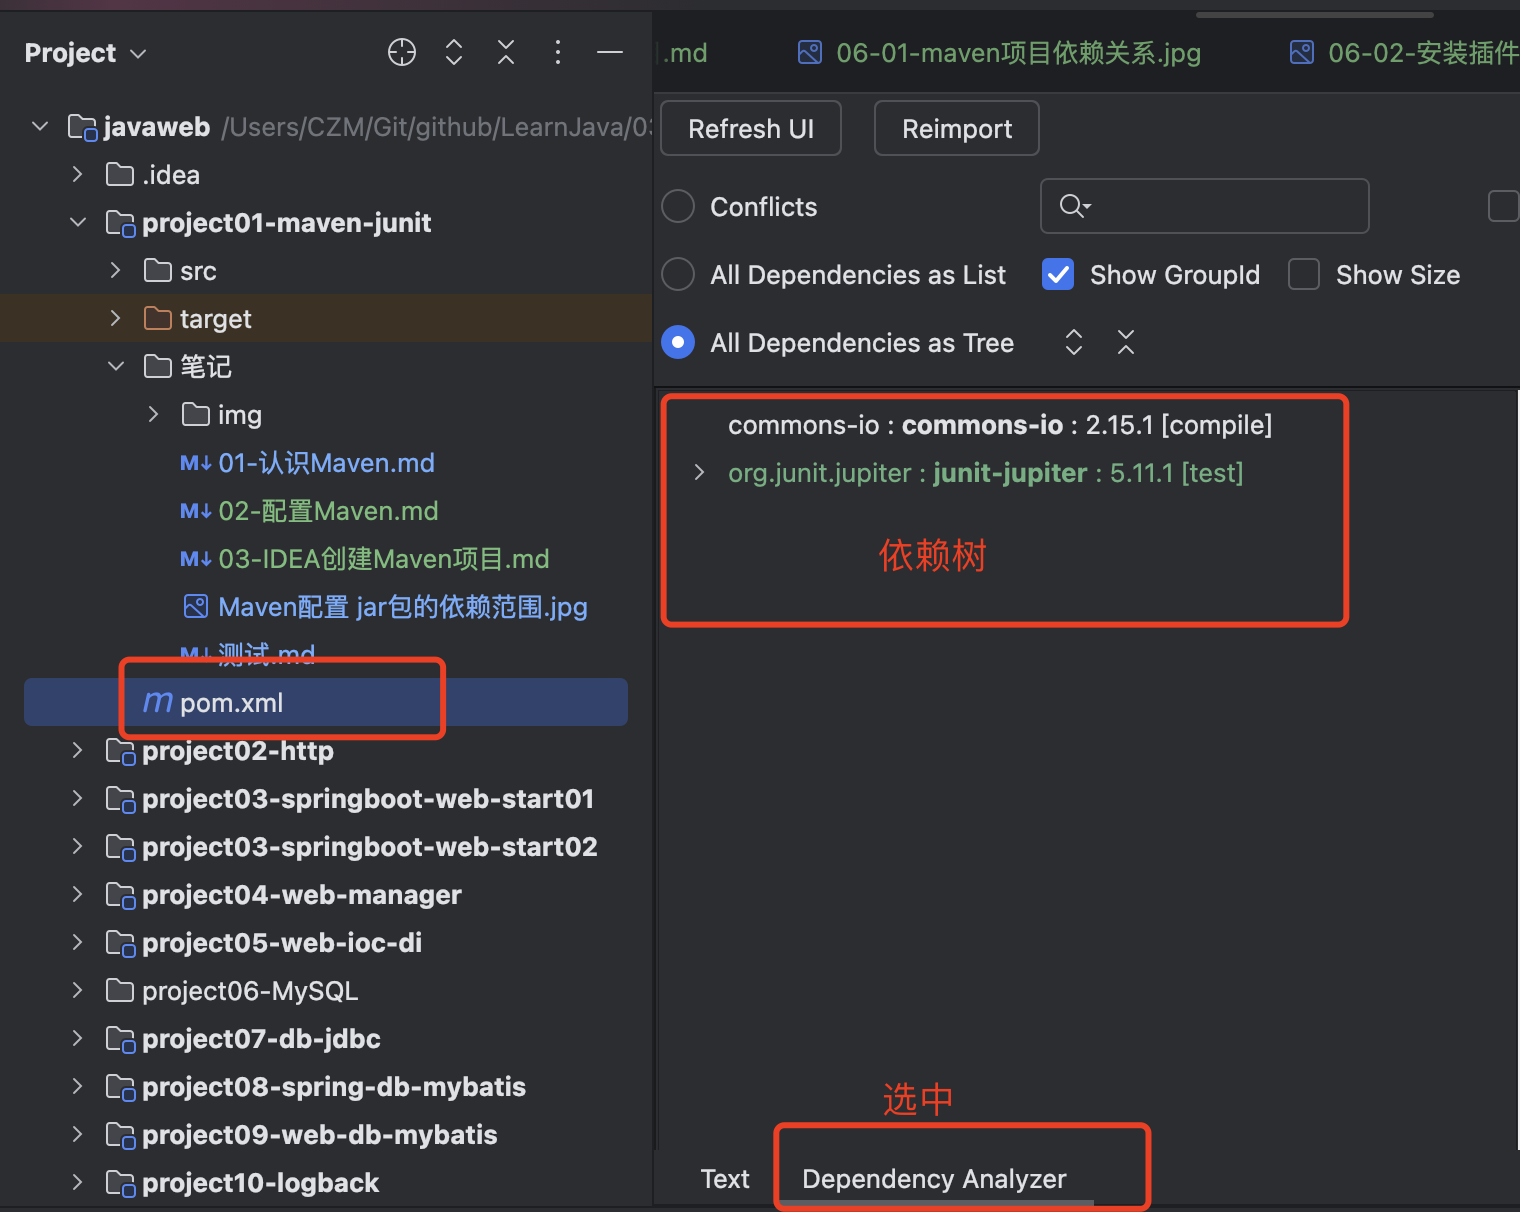 Project
.md
06-01-maven项目依赖关系.jpg
06-02-安装插件
javaweb /Users/CZM/Git/github/LearnJava/03
.idea
project01-maven-junit
src
target
笔记
img
M↓ 01-认识Maven.md
M↓ 02-配置Maven.md
M↓ 03-IDEA创建Maven项目.md
Maven配置 jar包的依赖范围.jpg
M↓ 测试.md
m pom.xml
project02-http
project03-springboot-web-start01
project03-springboot-web-start02
project04-web-manager
project05-web-ioc-di
project06-MySQL
project07-db-jdbc
project08-spring-db-mybatis
project09-web-db-mybatis
project10-logback
Refresh UI
Reimport
Conflicts
All Dependencies as List
Show GroupId
Show Size
All Dependencies as Tree
commons-io : commons-io : 2.15.1 [compile]
org.junit.jupiter : junit-jupiter : 5.11.1 [test]
依赖树
选中
Text
Dependency Analyzer